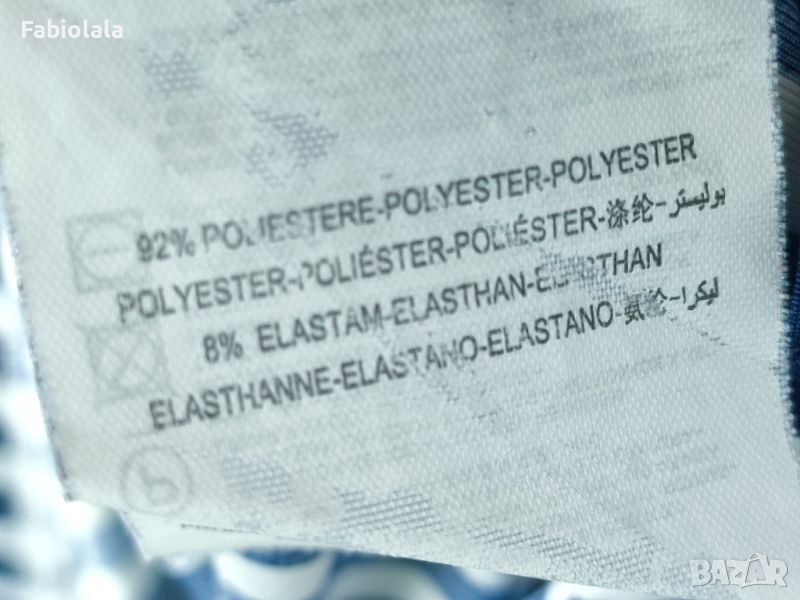 Fabiolala
92% POLIESTERE-POLYESTER-POLYESTER
POLYESTER-POLIÉSTER-POLIÉSTER-涤纶-بوليستر
8% ELASTAM-ELASTHAN-ELASTHAN
ELASTHANNE-ELASTANO-ELASTANO-氨纶-ليكرا
BAZAR